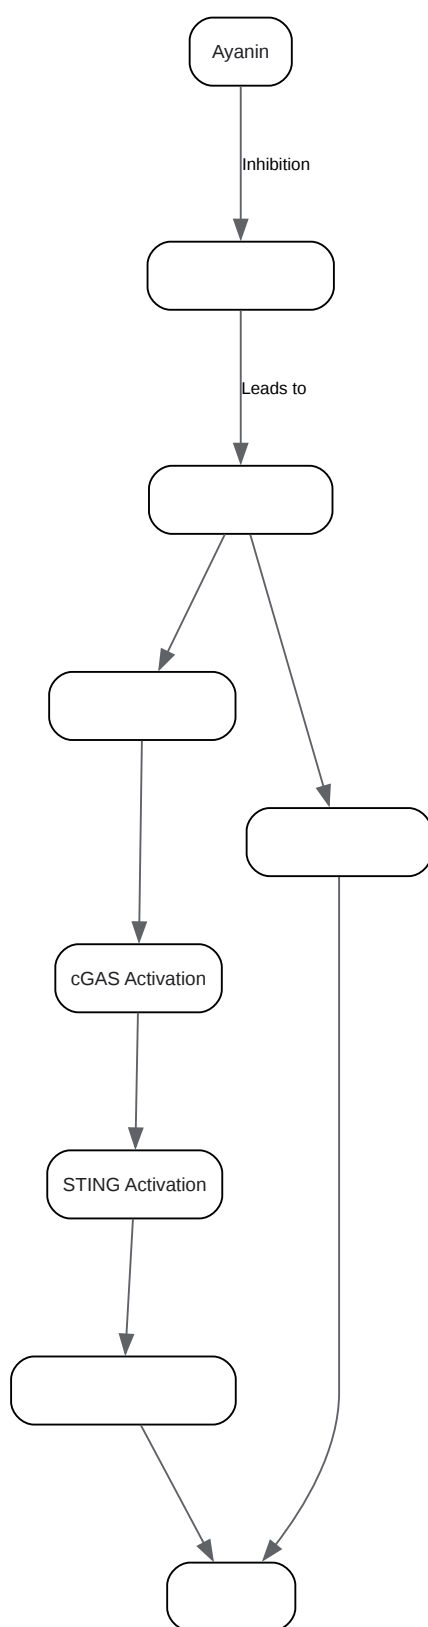 Ayanin
Inhibition
Leads to
cGAS Activation
STING Activation